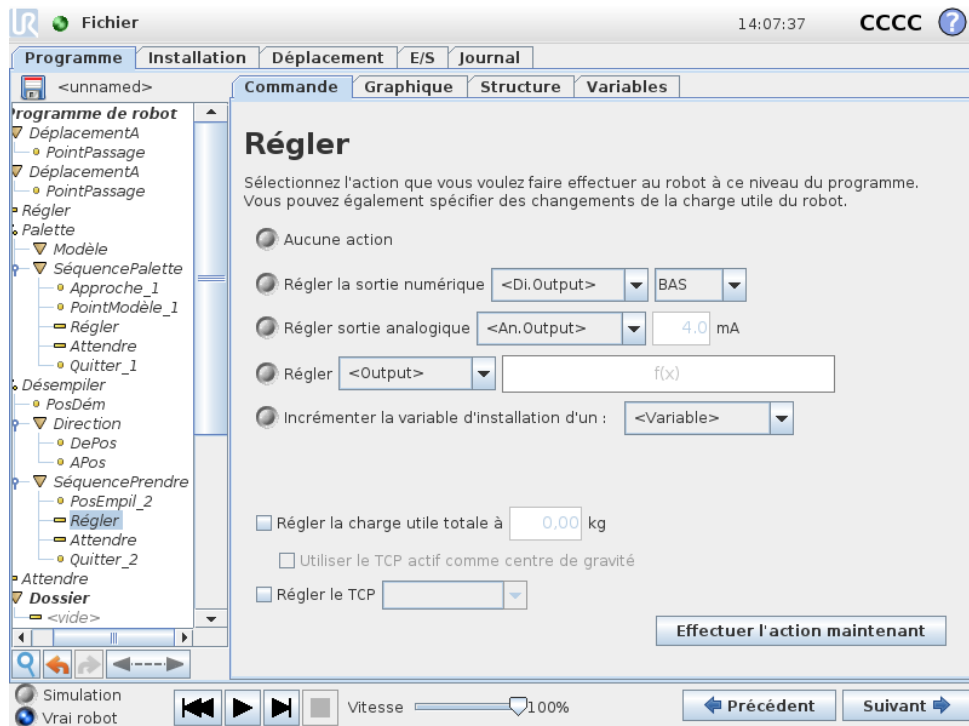 Fichier 14:07:37 CCCC ?
Programme Installation Déplacement E/S Journal
<unnamed>
Commande Graphique Structure Variables
Programme de robot
DéplacementA
PointPassage
DéplacementA
PointPassage
Régler
Palette
Modèle
SéquencePalette
Approche_1
PointModèle_1
Régler
Attendre
Quitter_1
Désempiler
PosDém
Direction
DePos
APos
SéquencePrendre
PosEmpil_2
Régler
Attendre
Quitter_2
Attendre
Dossier
<vide>
Régler
Sélectionnez l'action que vous voulez faire effectuer au robot à ce niveau du programme.
Vous pouvez également spécifier des changements de la charge utile du robot.
Aucune action
Régler la sortie numérique <Di.Output> BAS
Régler sortie analogique <An.Output> 4.0 mA
Régler <Output> f(x)
Incrémenter la variable d'installation d'un : <Variable>
Régler la charge utile totale à 0,00 kg
Utiliser le TCP actif comme centre de gravité
Régler le TCP
Effectuer l'action maintenant
Simulation
Vrai robot
Vitesse 100%
Précédent Suivant